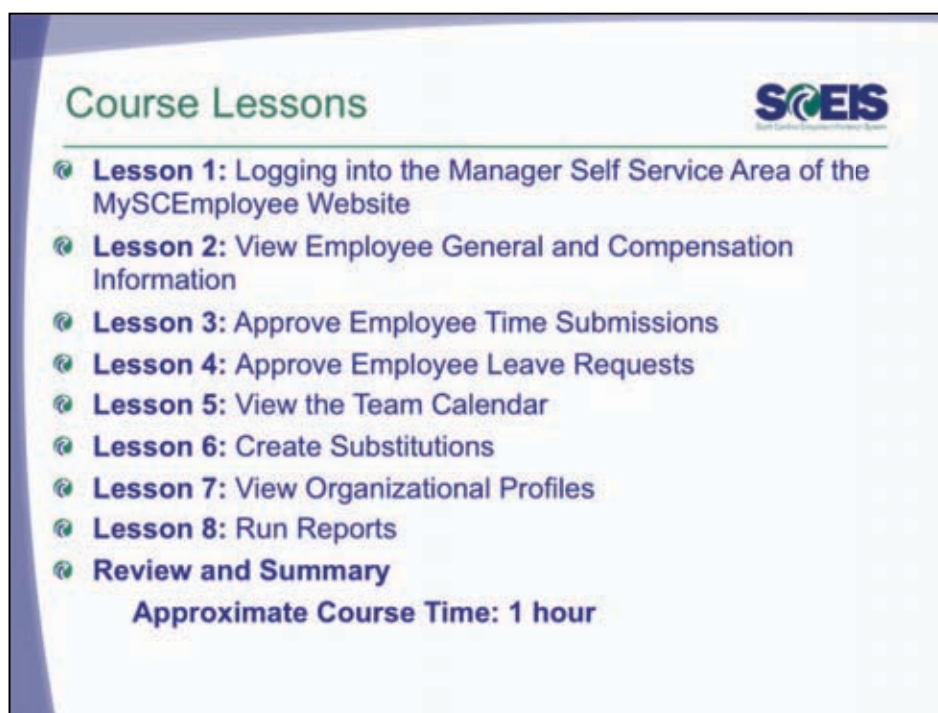 Course Lessons
SCEIS
Lesson 1: Logging into the Manager Self Service Area of the
MySCEmployee Website
Lesson 2: View Employee General and Compensation
Information
Lesson 3: Approve Employee Time Submissions
Lesson 4: Approve Employee Leave Requests
Lesson 5: View the Team Calendar
Lesson 6: Create Substitutions
Lesson 7: View Organizational Profiles
Lesson 8: Run Reports
Review and Summary
Approximate Course Time: 1 hour